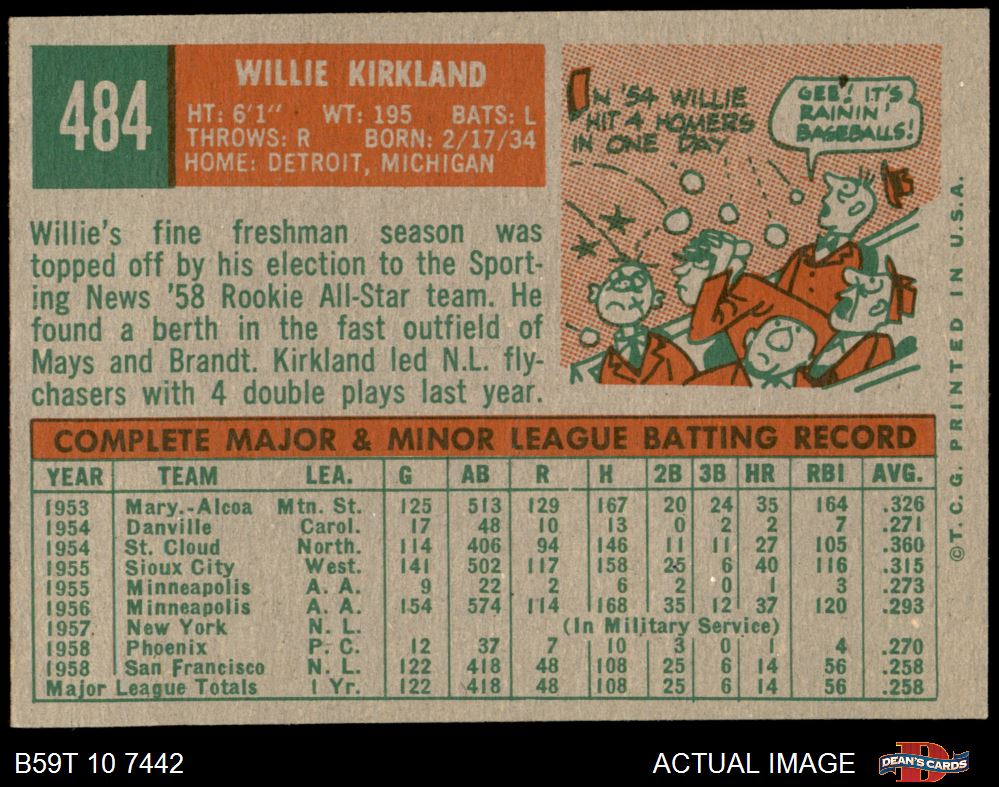 484
WILLIE KIRKLAND
HT: 6'1" WT: 195 BATS: L
THROWS: R BORN: 2/17/34
HOME: DETROIT, MICHIGAN
IN '54 WILLIE
HIT 4 HOMERS
IN ONE DAY
GEE! IT'S
RAININ'
BASEBALLS!
Willie's fine freshman season was
topped off by his election to the Sport-
ing News '58 Rookie All-Star team. He
found a berth in the fast outfield of
Mays and Brandt. Kirkland led N.L. fly-
chasers with 4 double plays last year.
COMPLETE MAJOR & MINOR LEAGUE BATTING RECORD
YEAR TEAM LEA. G AB R H 2B 3B HR RBI AVG.
1953 Mary.-Alcoa Mtn. St. 125 513 129 167 20 24 35 164 .326
1954 Danville Carol. 17 48 10 13 0 2 2 7 .271
1954 St. Cloud North. 114 406 94 146 11 11 27 105 .360
1955 Sioux City West. 141 502 117 158 25 6 40 116 .315
1955 Minneapolis A. A. 9 22 2 6 2 0 1 3 .273
1956 Minneapolis A. A. 154 574 114 168 35 12 37 120 .293
1957 New York N. L. (In Military Service)
1958 Phoenix P. C. 12 37 7 10 3 0 1 4 .270
1958 San Francisco N. L. 122 418 48 108 25 6 14 56 .258
Major League Totals 1 Yr. 122 418 48 108 25 6 14 56 .258
©T. C. G. PRINTED IN U.S.A.
B59T 10 7442
ACTUAL IMAGE
DEAN'S CARDS